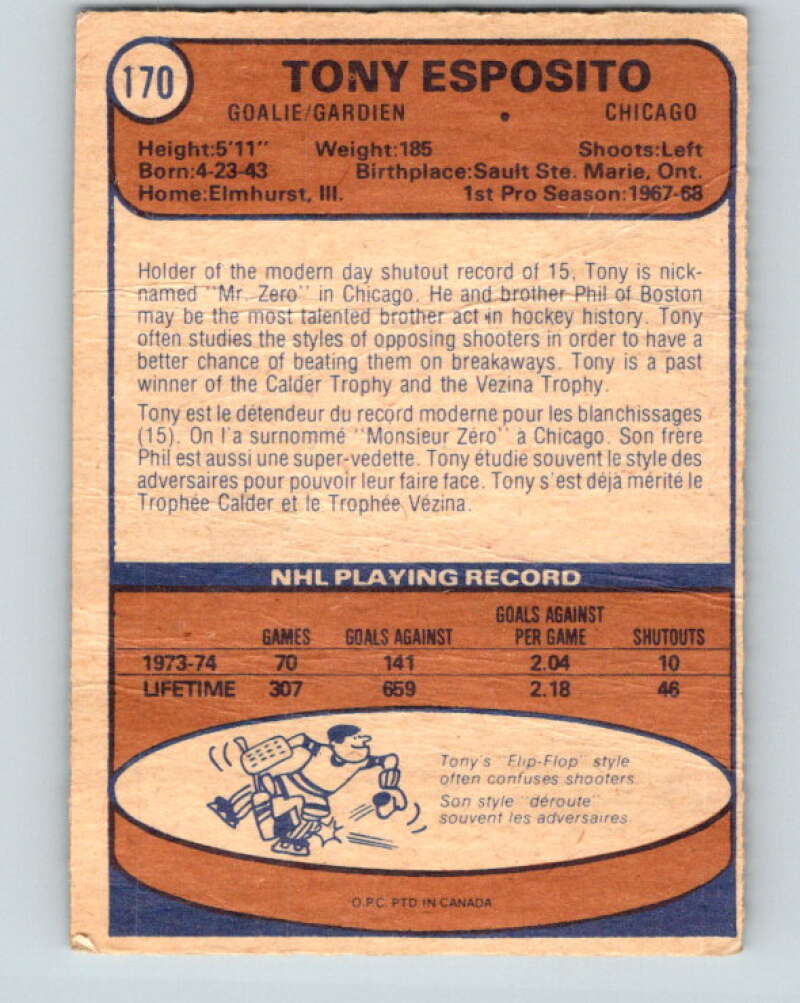 170
TONY ESPOSITO
GOALIE/GARDIEN • CHICAGO
Height:5'11" Weight:185 Shoots:Left
Born:4-23-43 Birthplace:Sault Ste. Marie, Ont.
Home:Elmhurst, Ill. 1st Pro Season:1967-68
Holder of the modern day shutout record of 15, Tony is nick-
named "Mr. Zero" in Chicago. He and brother Phil of Boston
may be the most talented brother act in hockey history. Tony
often studies the styles of opposing shooters in order to have a
better chance of beating them on breakaways. Tony is a past
winner of the Calder Trophy and the Vezina Trophy.
Tony est le détendeur du record moderne pour les blanchissages
(15). On l'a surnommé "Monsieur Zéro" à Chicago. Son frère
Phil est aussi une super-vedette. Tony étudie souvent le style des
adversaires pour pouvoir leur faire face. Tony s'est déjà mérité le
Trophée Calder et le Trophée Vézina.
NHL PLAYING RECORD
GAMES GOALS AGAINST GOALS AGAINST PER GAME SHUTOUTS
1973-74 70 141 2.04 10
LIFETIME 307 659 2.18 46
Tony's "Flip-Flop" style
often confuses shooters.
Son style "déroute"
souvent les adversaires.
O.P.C. PTD IN CANADA